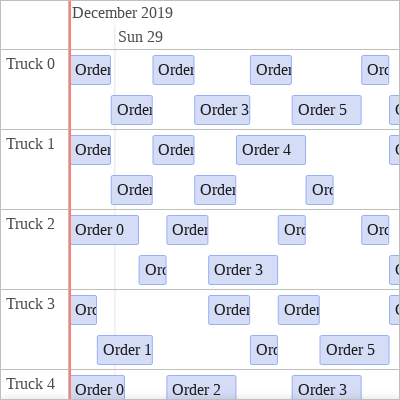 December 2019
Sun 29
Truck 0
Order Order Order Orc
Order Order 3 Order 5
Truck 1
Order Order Order 4
Order Order Orc
Truck 2
Order 0 Order Orc Orc
Orc Order 3
Truck 3
Orc Order Order
Order 1 Orc Order 5
Truck 4
Order 0 Order 2 Order 3